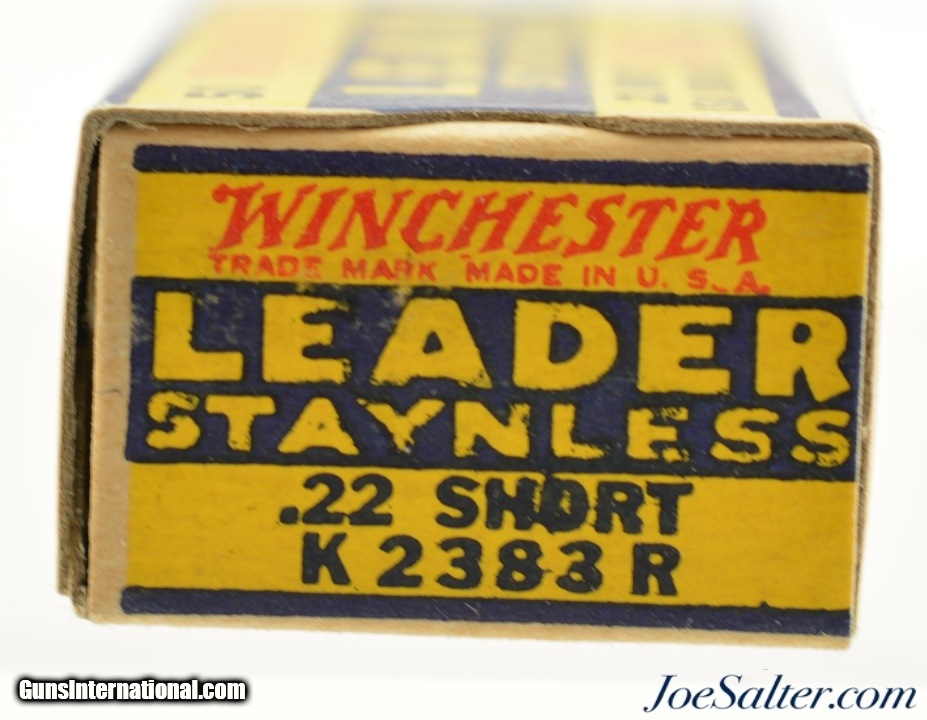 WINCHESTER
TRADE MARK MADE IN U. S. A.
LEADER
STAYNLESS
.22 SHORT
K 2383 R
GunsInternational.com
JoeSalter.com